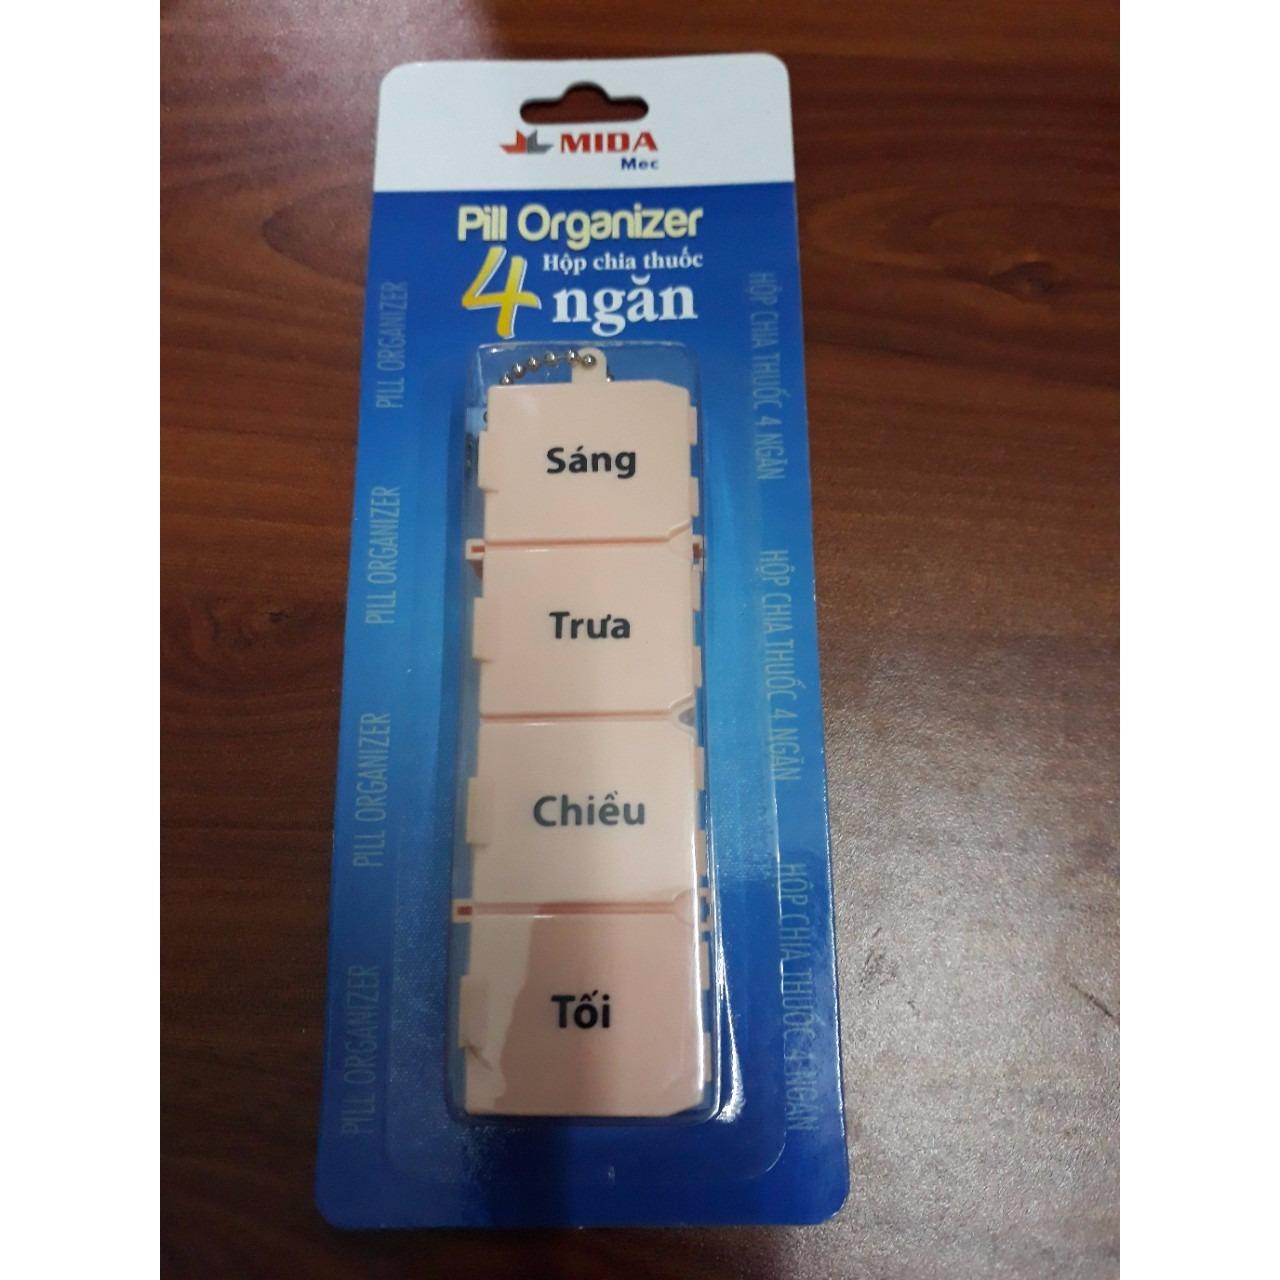 MIDA
Mec
Pill Organizer
4 Hộp chia thuốc
ngăn
Sáng
Trưa
Chiều
Tối
PILL ORGANIZER
PILL ORGANIZER
PILL ORGANIZER
PILL ORGANIZER
HỘP CHIA THUỐC 4 NGĂN
HỘP CHIA THUỐC 4 NGĂN
HỘP CHIA THUỐC 4 NGĂN